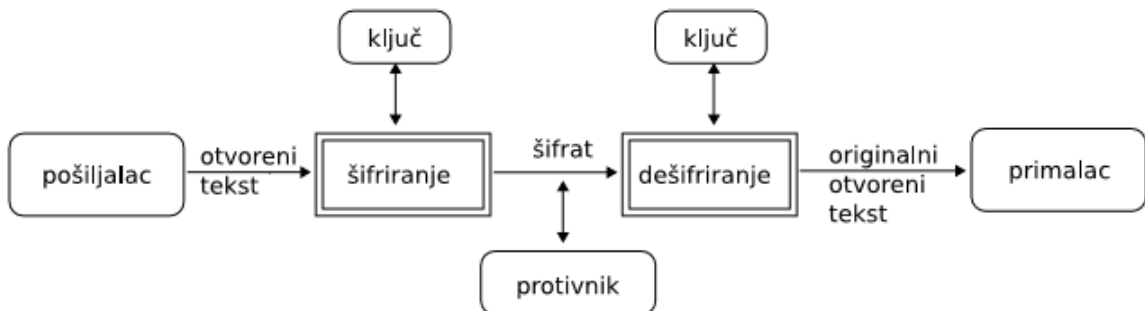 ključ
ključ
pošiljalac
otvoreni
tekst
šifriranje
šifrat
dešifriranje
originalni
otvoreni
tekst
primalac
protivnik